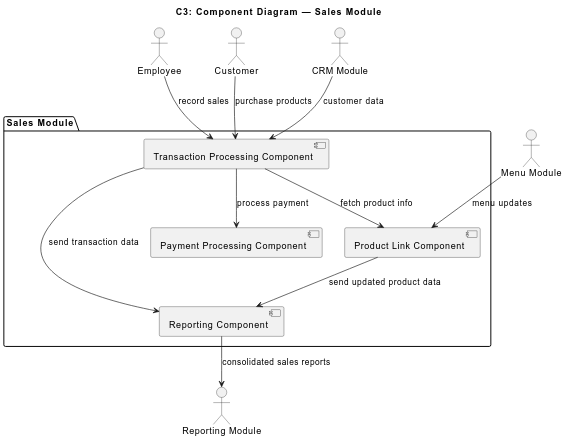 C3: Component Diagram — Sales Module
Employee
Customer
CRM Module
record sales
purchase products
customer data
Sales Module
Transaction Processing Component
Menu Module
process payment
fetch product info
menu updates
send transaction data
Payment Processing Component
Product Link Component
send updated product data
Reporting Component
consolidated sales reports
Reporting Module